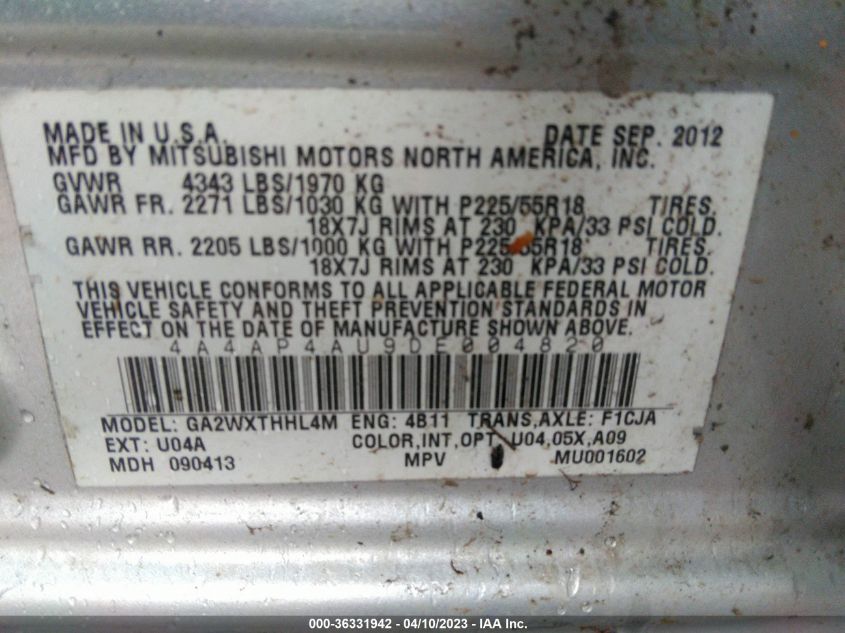 MADE IN U.S.A. DATE SEP. 2012
MFD BY MITSUBISHI MOTORS NORTH AMERICA, INC.
GVWR 4343 LBS/1970 KG
GAWR FR. 2271 LBS/1030 KG WITH P225/55R18 TIRES,
18X7J RIMS AT 230 KPA/33 PSI COLD.
GAWR RR. 2205 LBS/1000 KG WITH P225/55R18 TIRES,
18X7J RIMS AT 230 KPA/33 PSI COLD.
THIS VEHICLE CONFORMS TO ALL APPLICABLE FEDERAL MOTOR
VEHICLE SAFETY AND THEFT PREVENTION STANDARDS IN
EFFECT ON THE DATE OF MANUFACTURE SHOWN ABOVE.
4A4AP4AU9DE004820
MODEL: GA2WXTHHL4M ENG: 4B11 TRANS,AXLE: F1CJA
EXT: U04A COLOR,INT,OPT: U04,05X,A09
MDH 090413 MPV MU001602
000-36331942 - 04/10/2023 - IAA Inc.